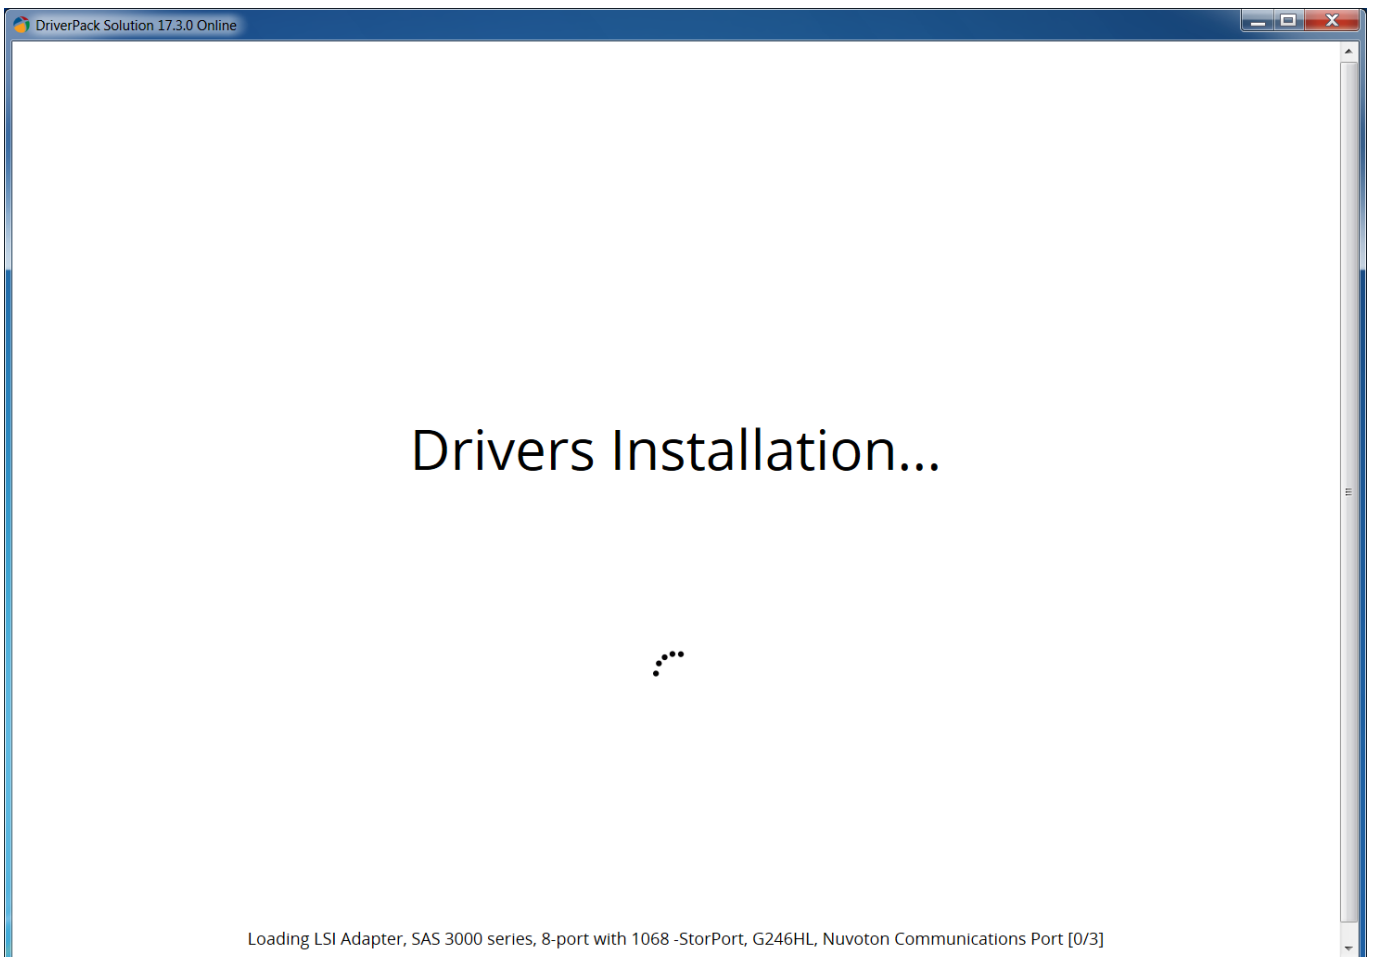 DriverPack Solution 17.3.0 Online
Drivers Installation...
Loading LSI Adapter, SAS 3000 series, 8-port with 1068 -StorPort, G246HL, Nuvoton Communications Port [0/3]